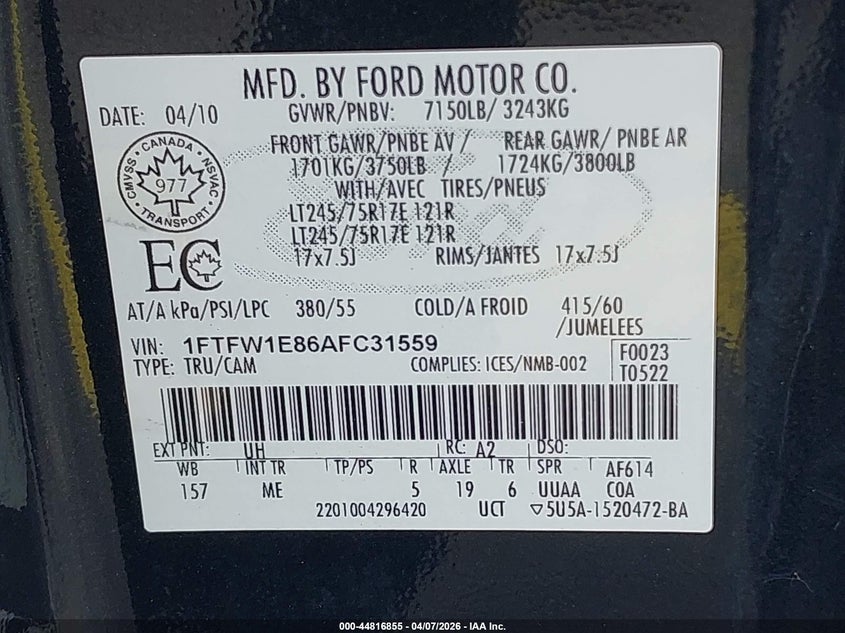 MFD. BY FORD MOTOR CO.
DATE: 04/10 GVWR/PNBV: 7150LB/ 3243KG
FRONT GAWR/PNBE AV / REAR GAWR/ PNBE AR
1701KG/3750LB / 1724KG/3800LB
WITH/AVEC TIRES/PNEUS
LT245/75R17E 121R
LT245/75R17E 121R
17x7.5J RIMS/JANTES 17x7.5J
CANADA
CMVSS NSVAC
977
TRANSPORT
EC
AT/A kPa/PSI/LPC 380/55 COLD/A FROID 415/60
/JUMELEES
VIN: 1FTFW1E86AFC31559
TYPE: TRU/CAM COMPLIES: ICES/NMB-002
F0023
T0522
EXT PNT: UH RC: A2 DSO:
WB INT TR TP/PS R AXLE TR SPR AF614
157 ME 5 19 6 UUAA COA
2201004296420 UCT ▽5U5A-1520472-BA
000-44816855 - 04/07/2026 - IAA Inc.